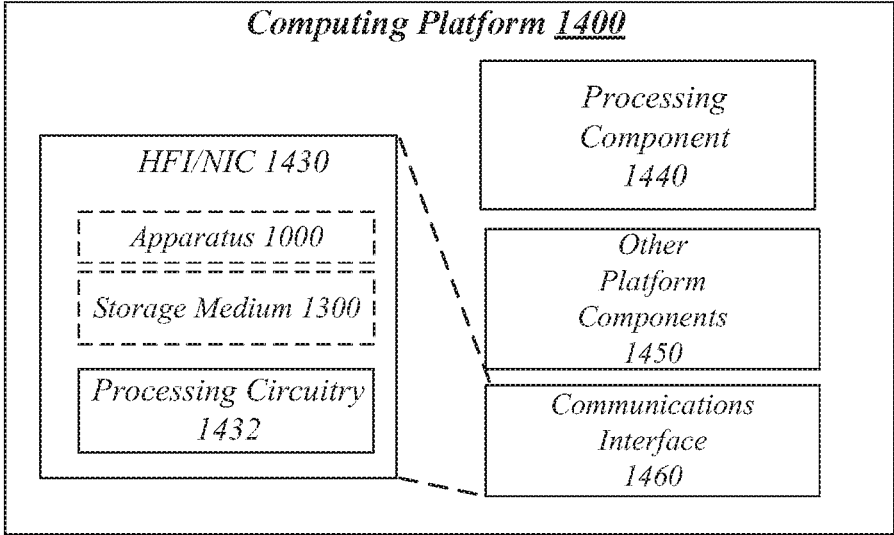 Computing Platform 1400
HFI/NIC 1430
Apparatus 1000
Storage Medium 1300
Processing Circuitry
1432
Processing
Component
1440
Other
Platform
Components
1450
Communications
Interface
1460